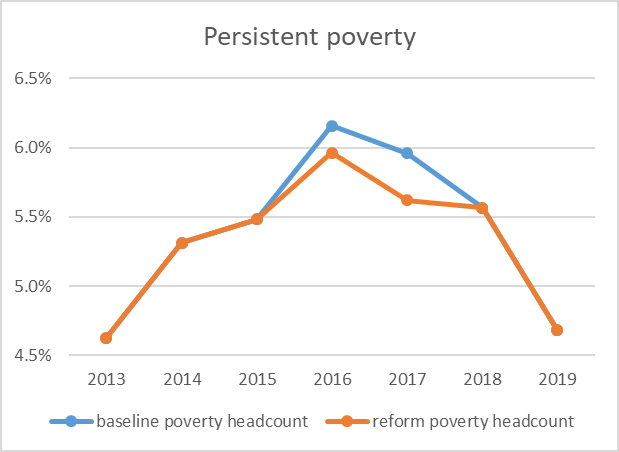 Persistent poverty
6.5%
6.0%
5.5%
5.0%
4.5%
2013 2014 2015 2016 2017 2018 2019
baseline poverty headcount reform poverty headcount